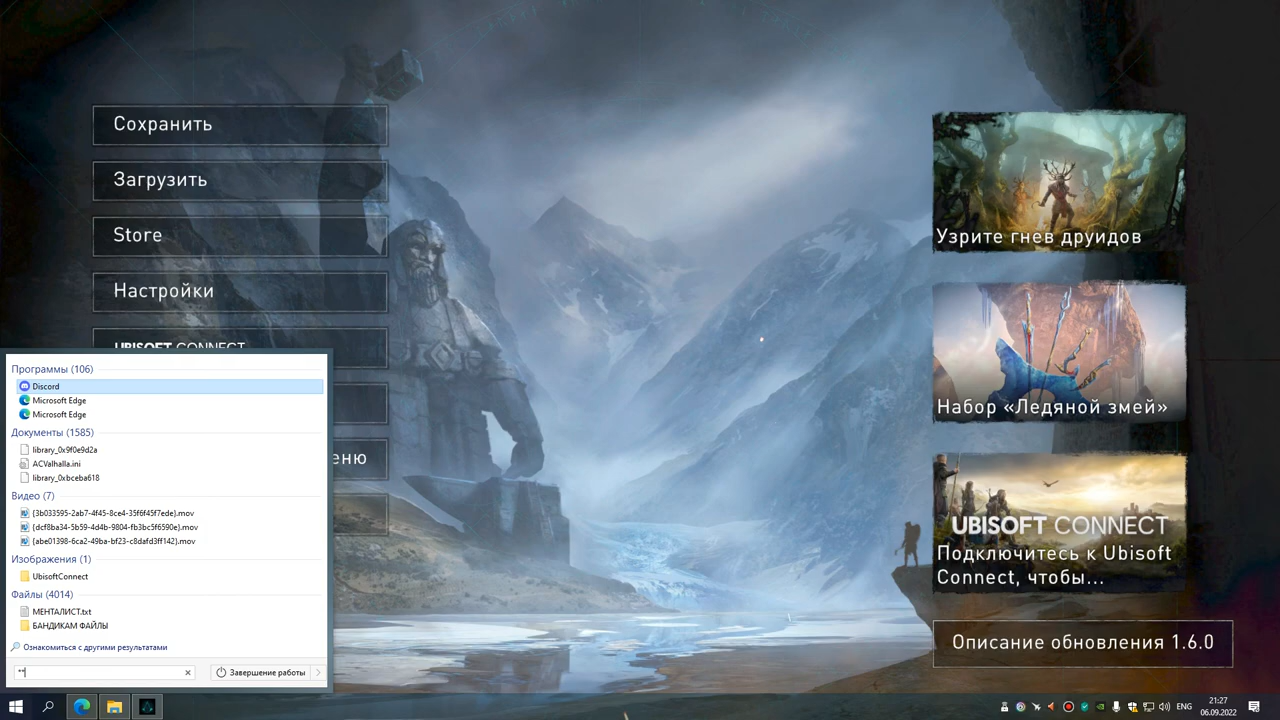 Сохранить
Загрузить
Store
Настройки
UBISOFT CONNECT
еню
Узрите гнев друидов
Набор «Ледяной змей»
UBISOFT CONNECT
Подключитесь к Ubisoft
Connect, чтобы...
Описание обновления 1.6.0
Программы (106)
Discord
Microsoft Edge
Microsoft Edge
Документы (1585)
library_0x9f0e9d2a
ACValhalla.ini
library_0xbceba618
Видео (7)
{3b033595-2ab7-4f45-8ce4-35f6f45f7ede}.mov
{dcf8ba34-5b59-4d4b-9804-fb3bc5f6590e}.mov
{abe01398-6ca2-49ba-bf23-c8dafd3ff142}.mov
Изображения (1)
UbisoftConnect
Файлы (4014)
МЕНТАЛИСТ.txt
БАНДИКАМ ФАЙЛЫ
Ознакомиться с другими результатами
Завершение работы
ENG
21:27
06.09.2022